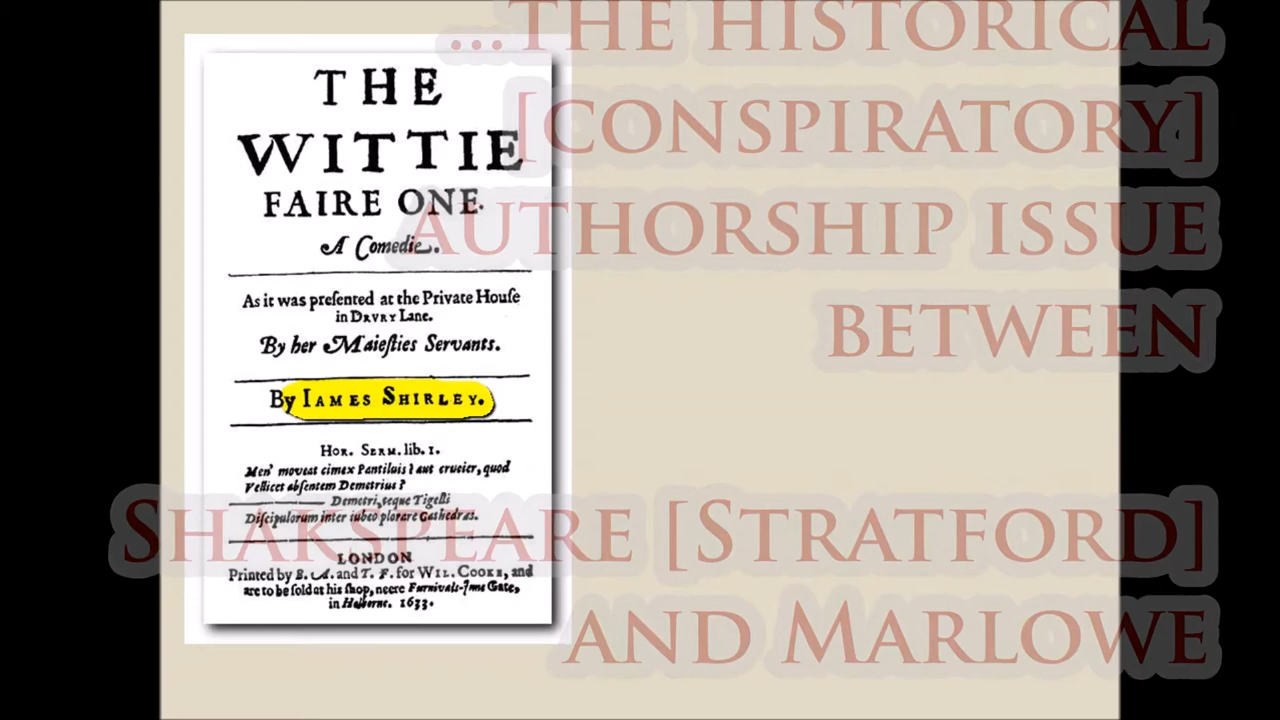 THE
WITTIE
FAIRE ONE.
A Comedie.
As it was preſented at the Private Houſe
in DRVRY Lane.
By her Maieſties Servants.
By IAMES SHIRLEY.
HOR. SERM. lib. 1.
Men' moveat cimex Pantilius? aut crucier, quod
Vellicet abſentem Demetrius?
Demetri, teque Tigelli
Diſcipulorum inter iubeo plorare Cathedras.
LONDON
Printed by B. A. and T. F. for WIL. COOKE, and
are to be ſold at his ſhop, neere Furnivals-Inne Gate,
in Holborne. 1633.
...THE HISTORICAL
[CONSPIRATORY]
AUTHORSHIP ISSUE
BETWEEN
SHAKSPEARE [STRATFORD]
AND MARLOWE